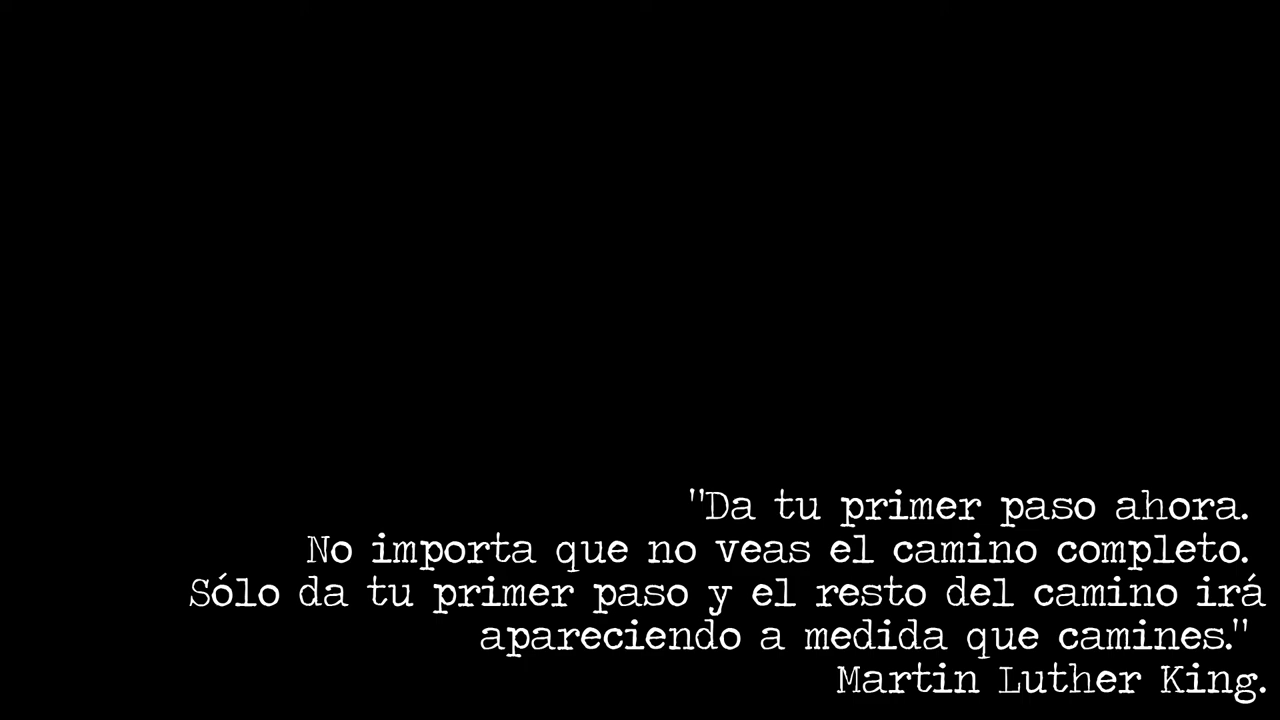 "Da tu primer paso ahora.
No importa que no veas el camino completo.
Sólo da tu primer paso y el resto del camino irá
apareciendo a medida que camines."
Martin Luther King.